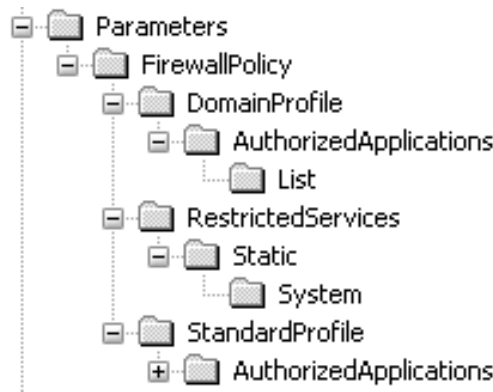 Parameters
FirewallPolicy
DomainProfile
AuthorizedApplications
List
RestrictedServices
Static
System
StandardProfile
AuthorizedApplications